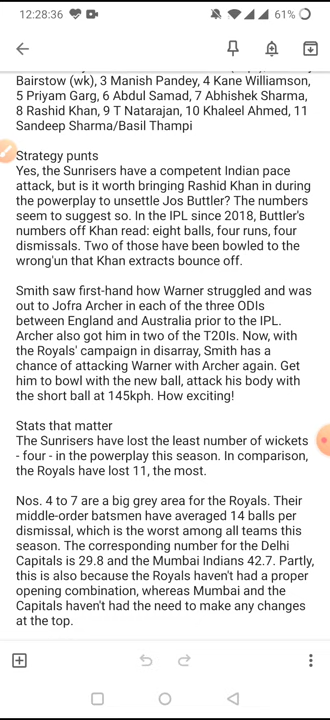 12:28:36
61%
Bairstow (wk), 3 Manish Pandey, 4 Kane Williamson,
5 Priyam Garg, 6 Abdul Samad, 7 Abhishek Sharma,
8 Rashid Khan, 9 T Natarajan, 10 Khaleel Ahmed, 11
Sandeep Sharma/Basil Thampi
Strategy punts
Yes, the Sunrisers have a competent Indian pace
attack, but is it worth bringing Rashid Khan in during
the powerplay to unsettle Jos Buttler? The numbers
seem to suggest so. In the IPL since 2018, Buttler's
numbers off Khan read: eight balls, four runs, four
dismissals. Two of those have been bowled to the
wrong'un that Khan extracts bounce off.
Smith saw first-hand how Warner struggled and was
out to Jofra Archer in each of the three ODIs
between England and Australia prior to the IPL.
Archer also got him in two of the T20Is. Now, with
the Royals' campaign in disarray, Smith has a
chance of attacking Warner with Archer again. Get
him to bowl with the new ball, attack his body with
the short ball at 145kph. How exciting!
Stats that matter
The Sunrisers have lost the least number of wickets
- four - in the powerplay this season. In comparison,
the Royals have lost 11, the most.
Nos. 4 to 7 are a big grey area for the Royals. Their
middle-order batsmen have averaged 14 balls per
dismissal, which is the worst among all teams this
season. The corresponding number for the Delhi
Capitals is 29.8 and the Mumbai Indians 42.7. Partly,
this is also because the Royals haven't had a proper
opening combination, whereas Mumbai and the
Capitals haven't had the need to make any changes
at the top.